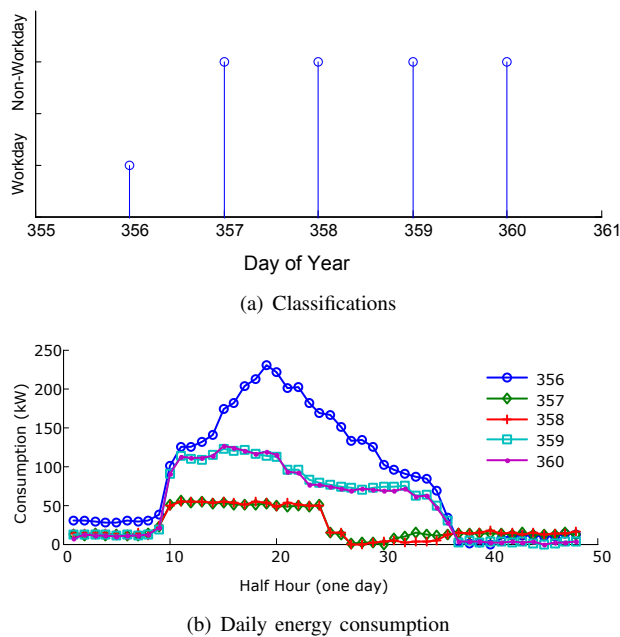 Non-Workday
Workday
355 356 357 358 359 360 361
Day of Year
(a) Classifications
250
200
150
100
50
0
Consumption (kW)
356
357
358
359
360
0 10 20 30 40 50
Half Hour (one day)
(b) Daily energy consumption